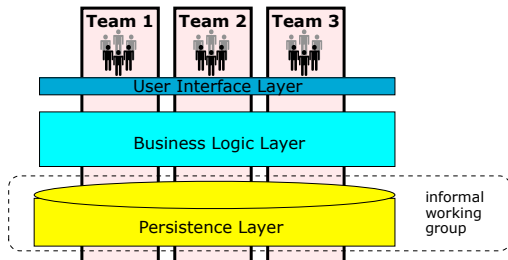 Team 1 Team 2 Team 3
User Interface Layer
Business Logic Layer
Persistence Layer
informal
working
group